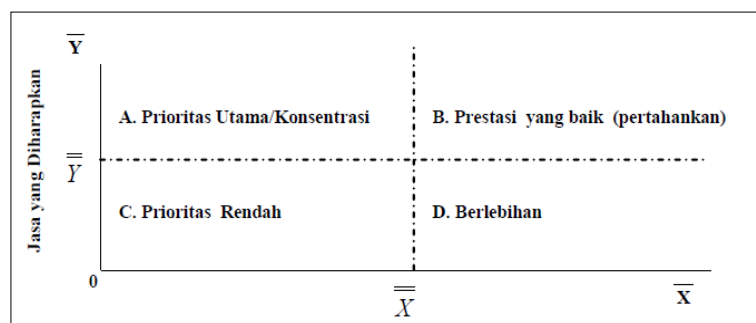 Y̅
Jasa yang Diharapkan
A. Prioritas Utama/Konsentrasi
B. Prestasi yang baik (pertahankan)
Y̿
C. Prioritas Rendah
D. Berlebihan
0
X̿
X̅